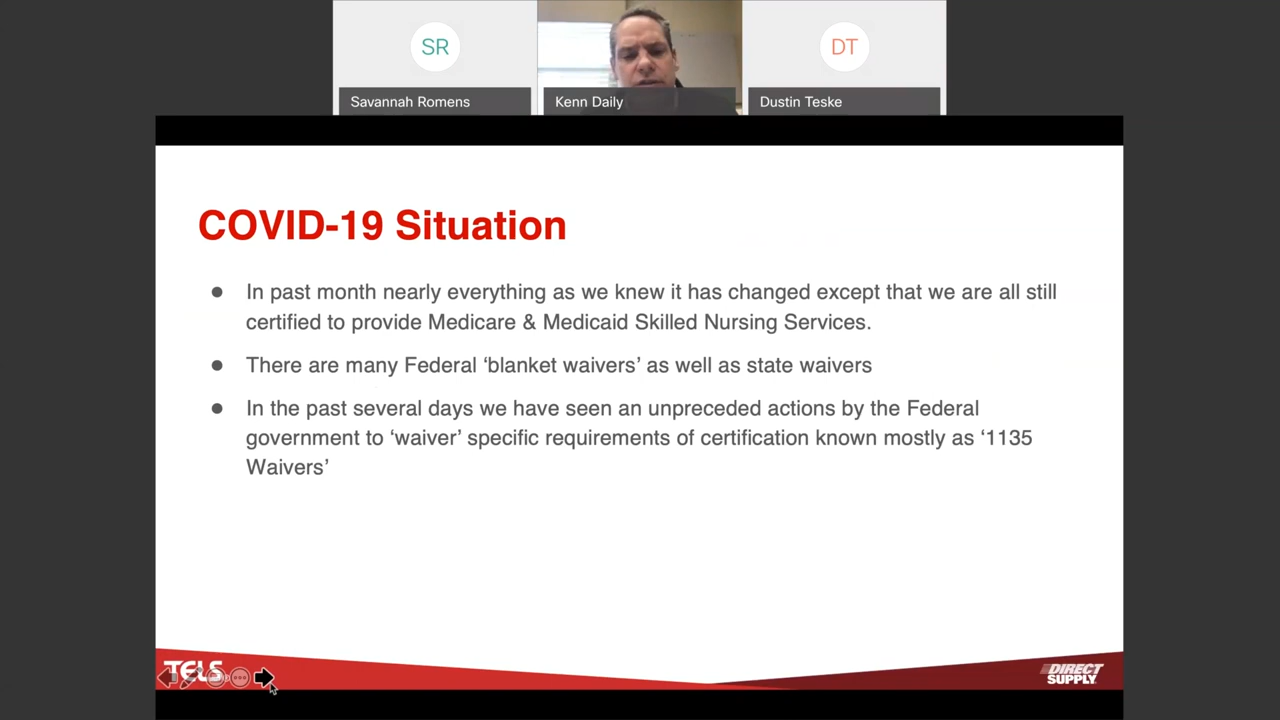 SR
DT
Savannah Romens
Kenn Daily
Dustin Teske
COVID-19 Situation
● In past month nearly everything as we knew it has changed except that we are all still
certified to provide Medicare & Medicaid Skilled Nursing Services.
● There are many Federal ‘blanket waivers’ as well as state waivers
● In the past several days we have seen an unpreceded actions by the Federal
government to ‘waiver’ specific requirements of certification known mostly as ‘1135
Waivers’
TELS
DIRECT
SUPPLY